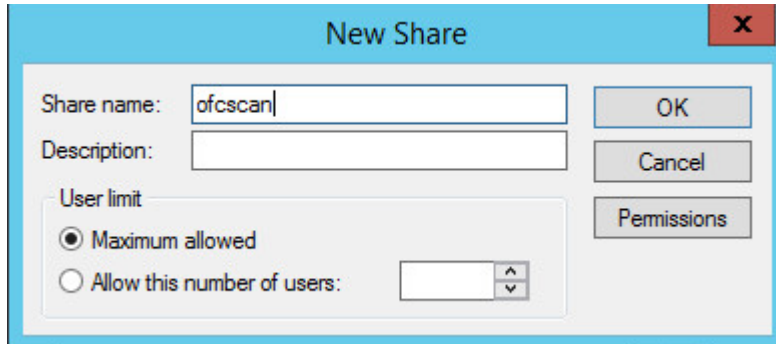 New Share
x
Share name: ofcscan
OK
Description:
Cancel
User limit
Permissions
Maximum allowed
Allow this number of users: